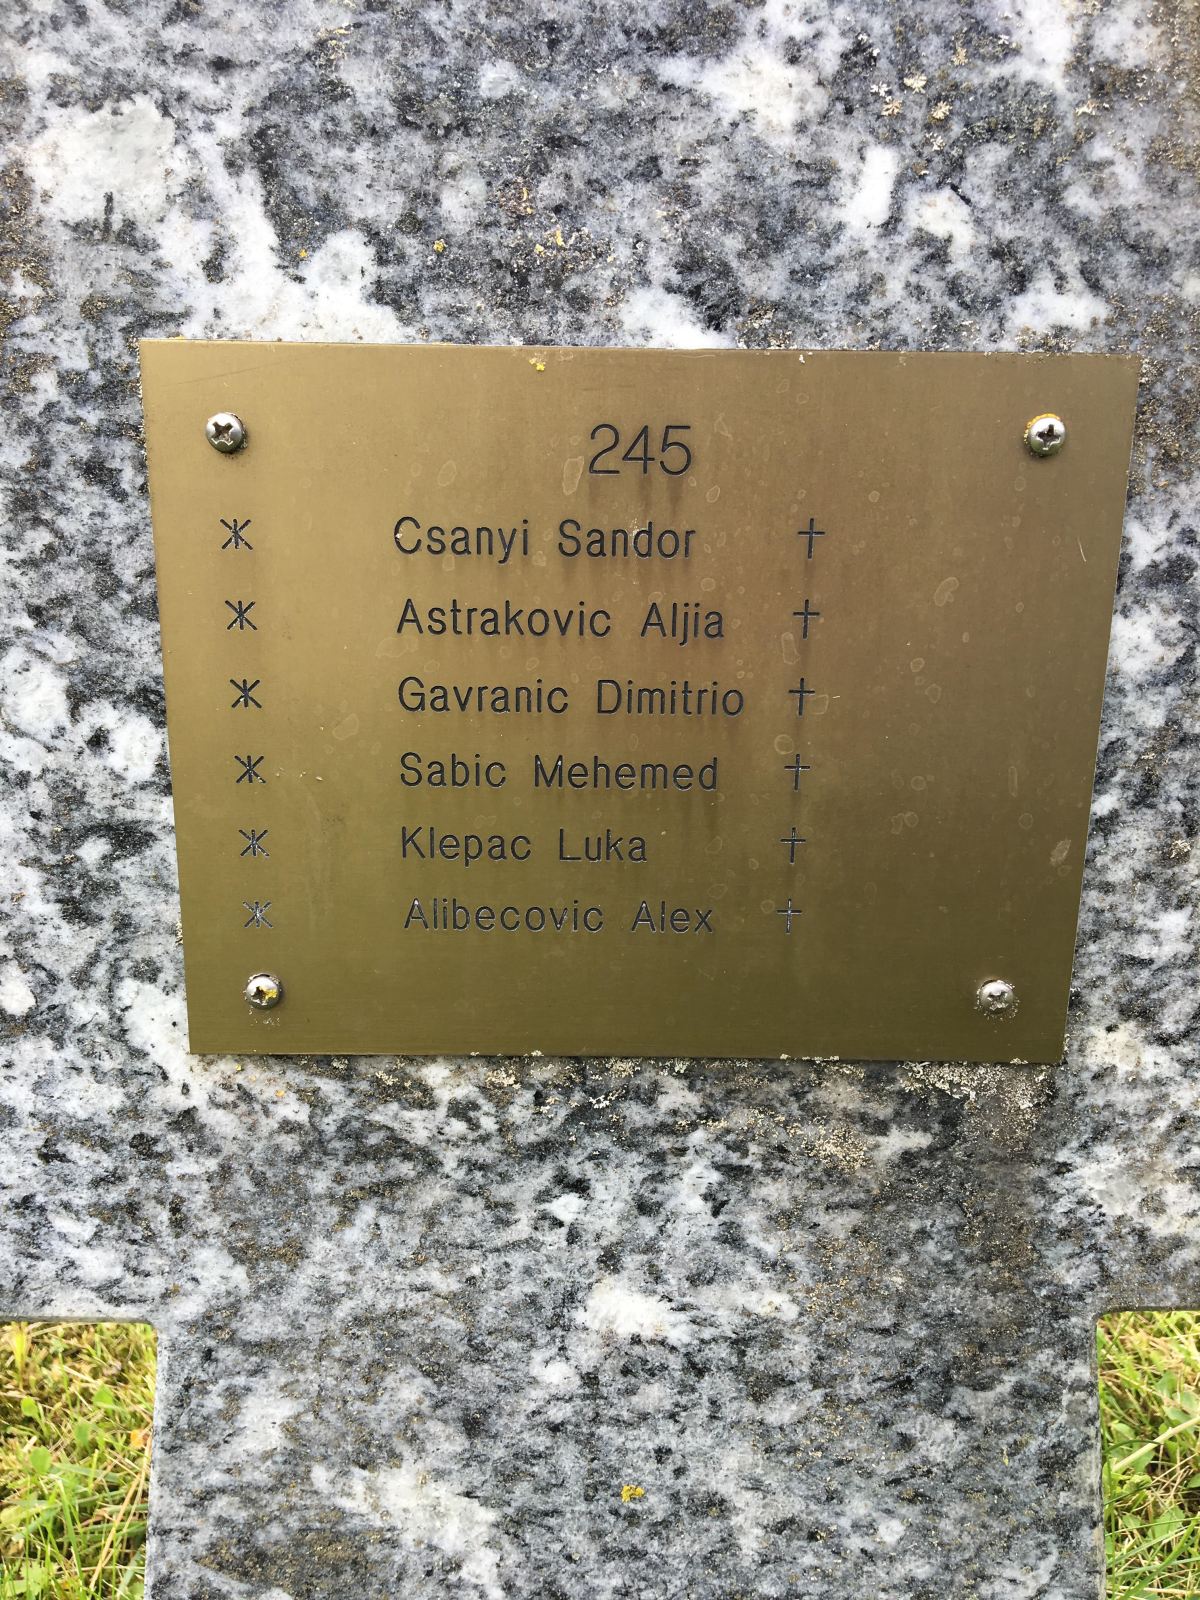 245
* Csanyi Sandor †
* Astrakovic Aljia †
* Gavranic Dimitrio †
* Sabic Mehemed †
* Klepac Luka †
* Alibecovic Alex †